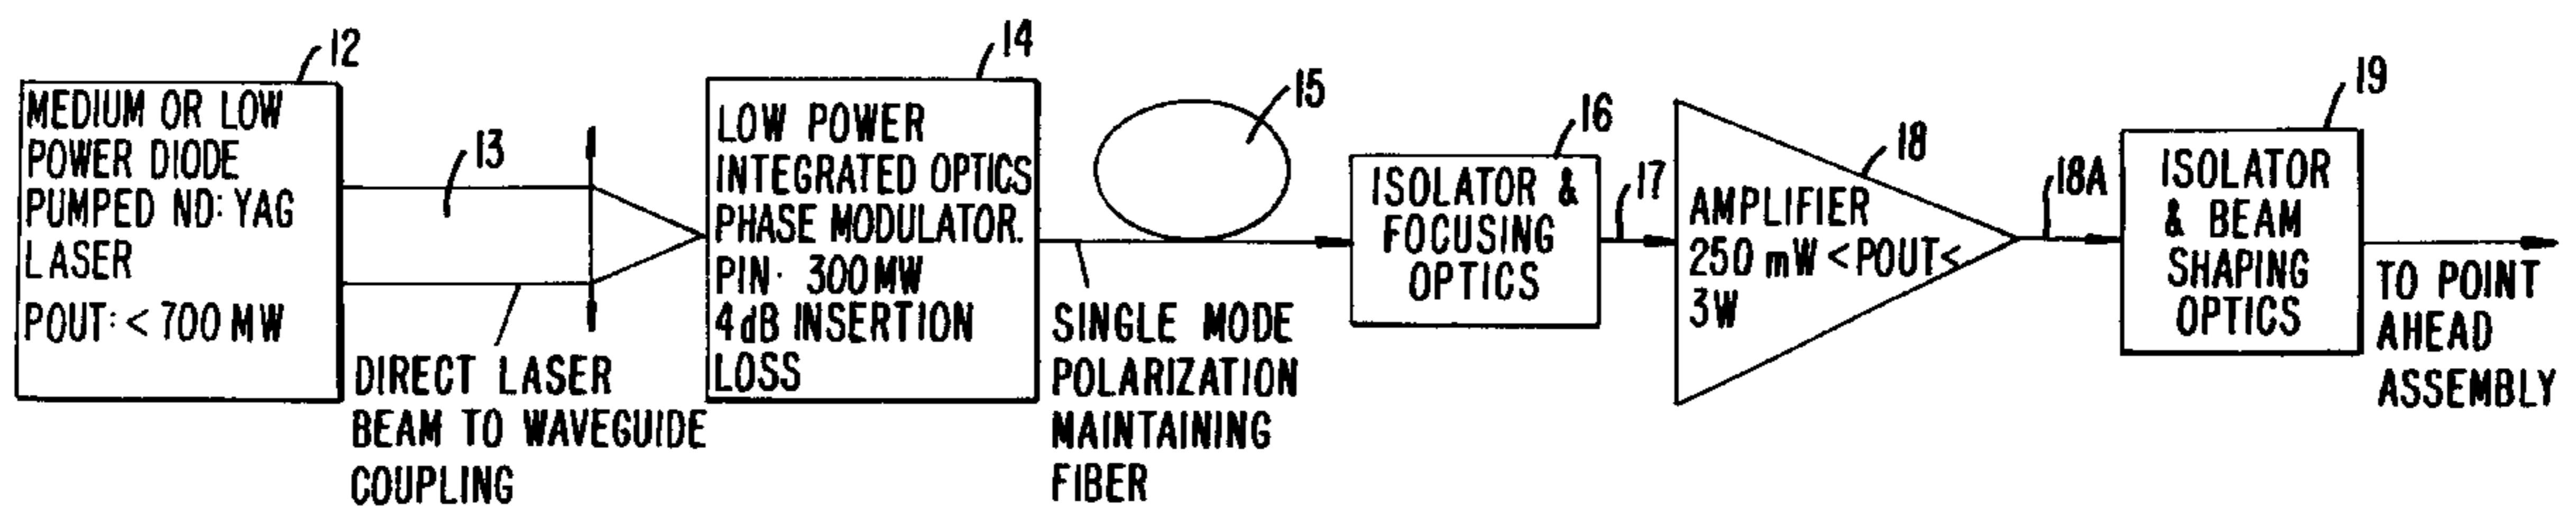 12
MEDIUM OR LOW
POWER DIODE
PUMPED ND: YAG
LASER
POUT: < 700 MW
13
DIRECT LASER
BEAM TO WAVEGUIDE
COUPLING
14
LOW POWER
INTEGRATED OPTICS
PHASE MODULATOR.
PIN: 300 MW
4dB INSERTION
LOSS
15
SINGLE MODE
POLARIZATION
MAINTAINING
FIBER
16
ISOLATOR &
FOCUSING
OPTICS
17
18
AMPLIFIER
250 mW < POUT <
3W
18A
19
ISOLATOR
& BEAM
SHAPING
OPTICS
TO POINT
AHEAD
ASSEMBLY